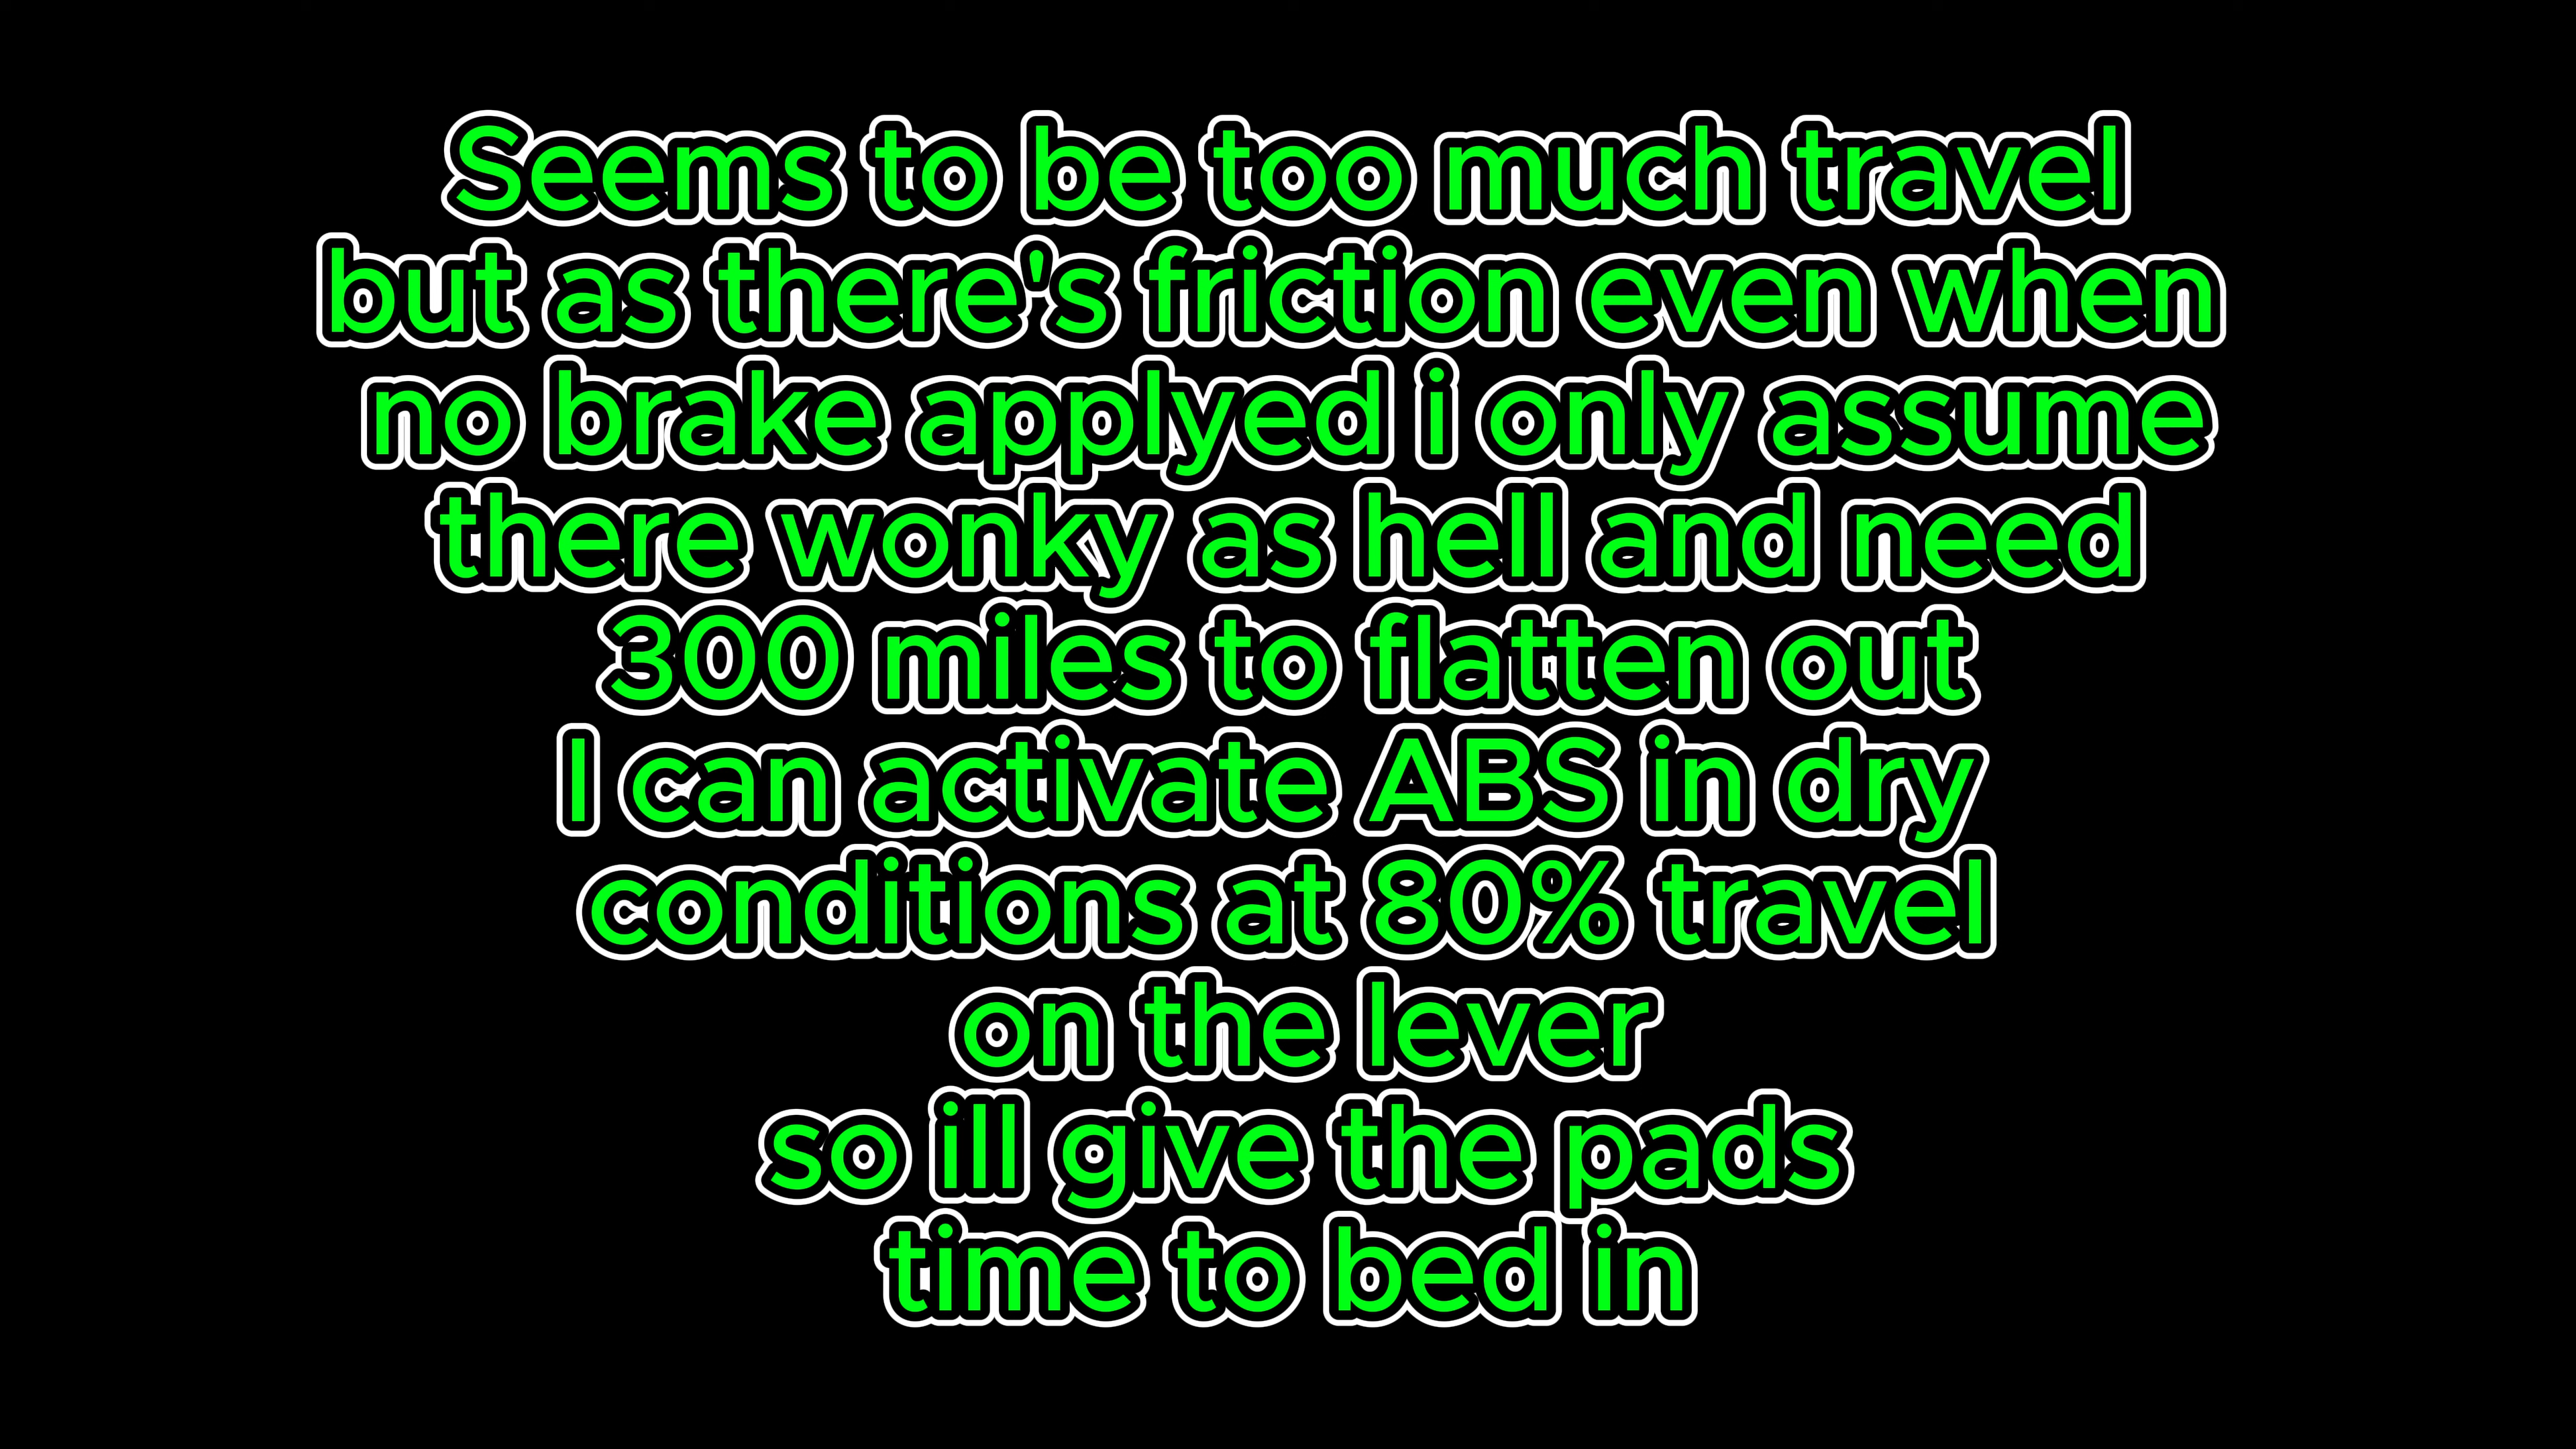 Seems to be too much travel
but as there's friction even when
no brake applyed i only assume
there wonky as hell and need
300 miles to flatten out
I can activate ABS in dry
conditions at 80% travel
on the lever
so ill give the pads
time to bed in